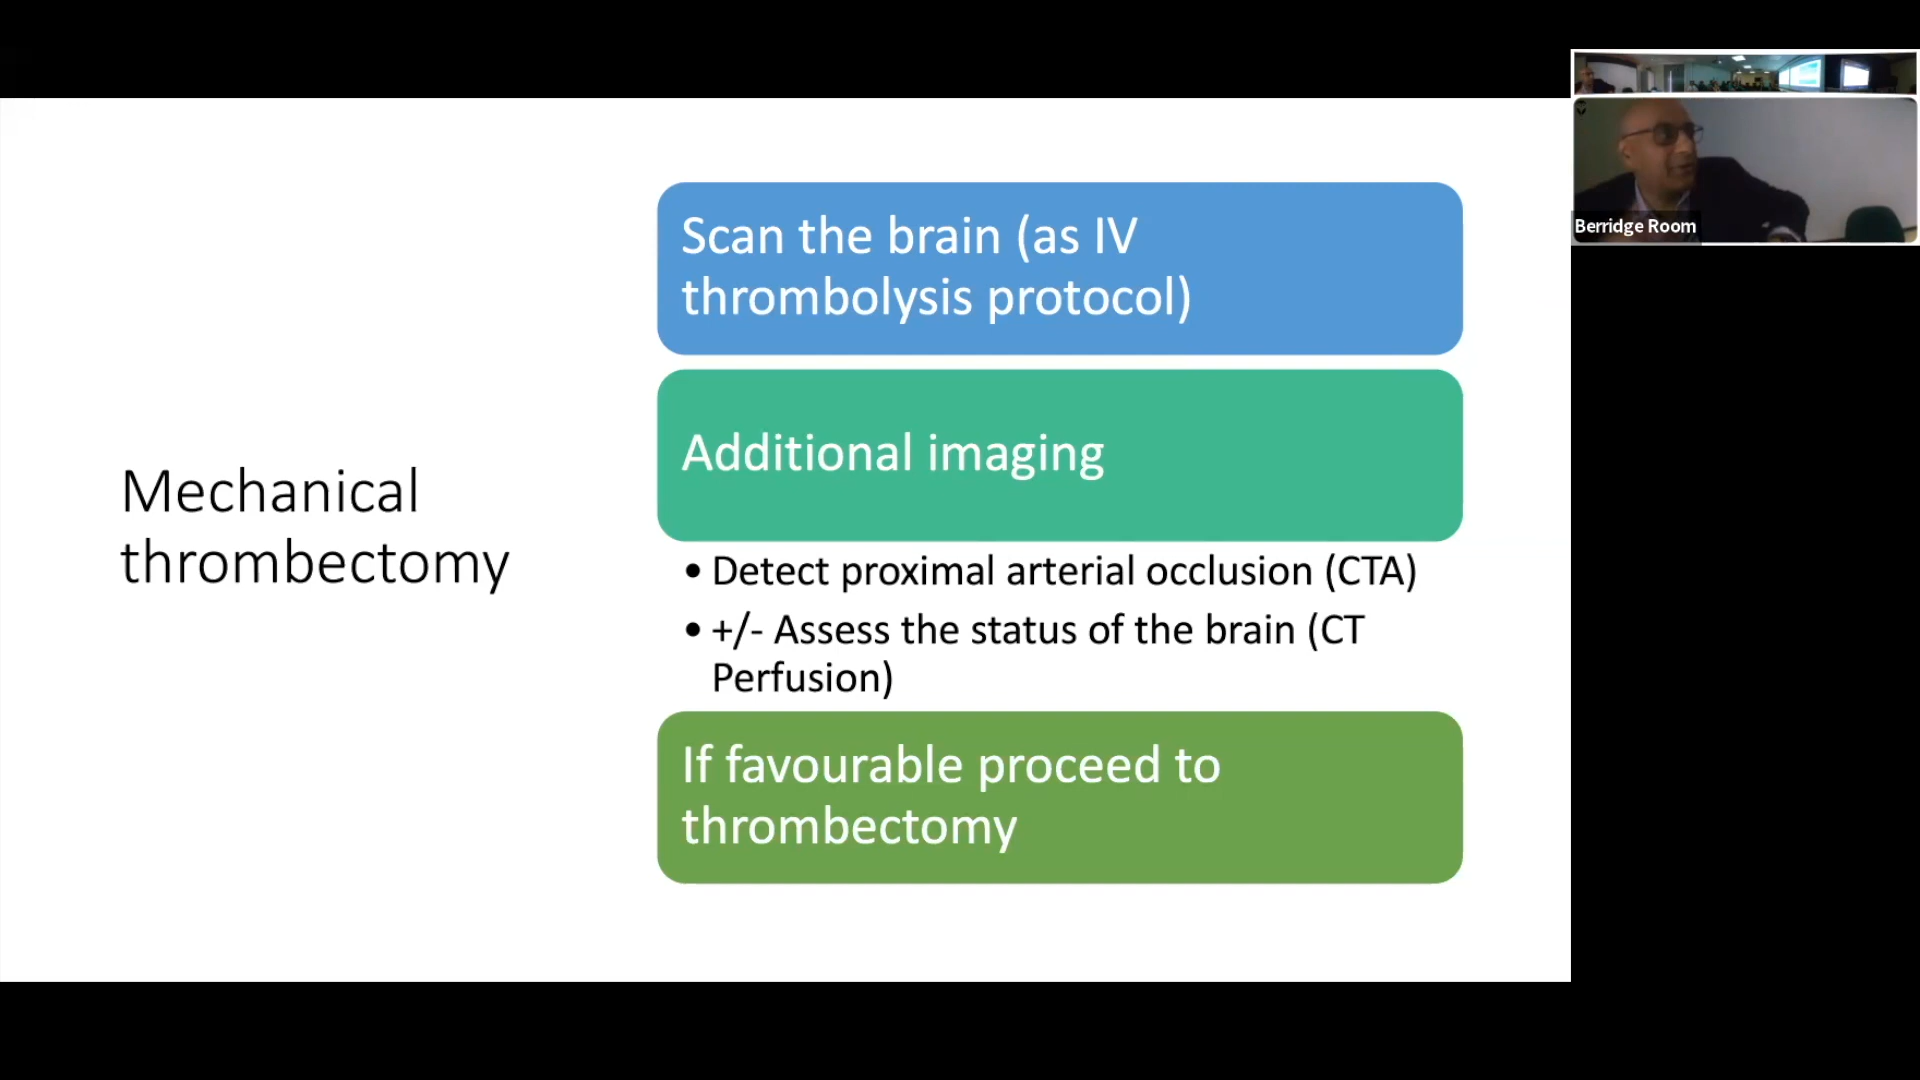 Mechanical
thrombectomy
Scan the brain (as IV
thrombolysis protocol)
Additional imaging
• Detect proximal arterial occlusion (CTA)
• +/- Assess the status of the brain (CT
Perfusion)
If favourable proceed to
thrombectomy
Berridge Room